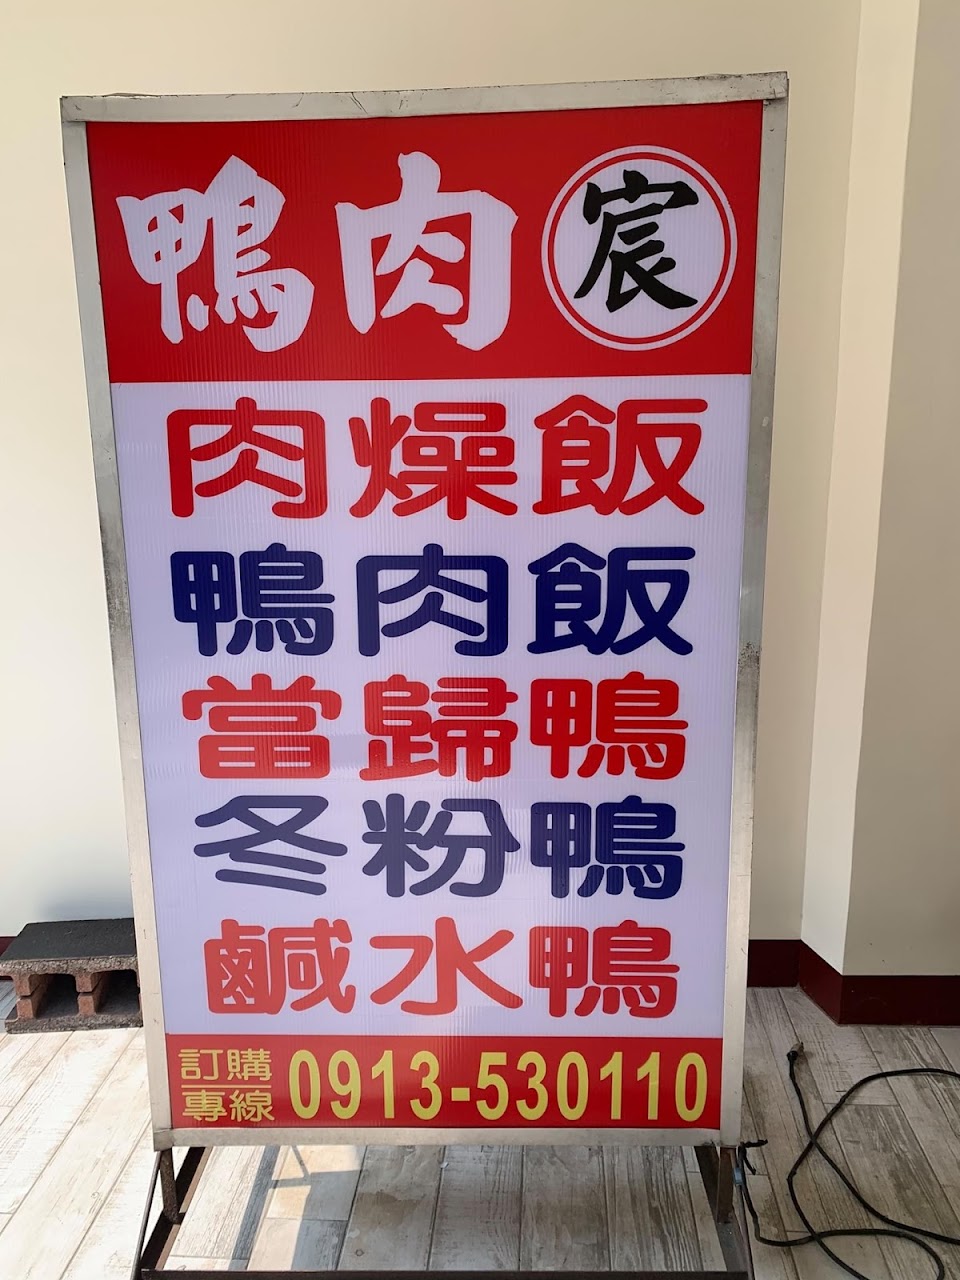 鴨肉宸
肉燥飯
鴨肉飯
當歸鴨
冬粉鴨
鹹水鴨
訂購專線 0913-530110